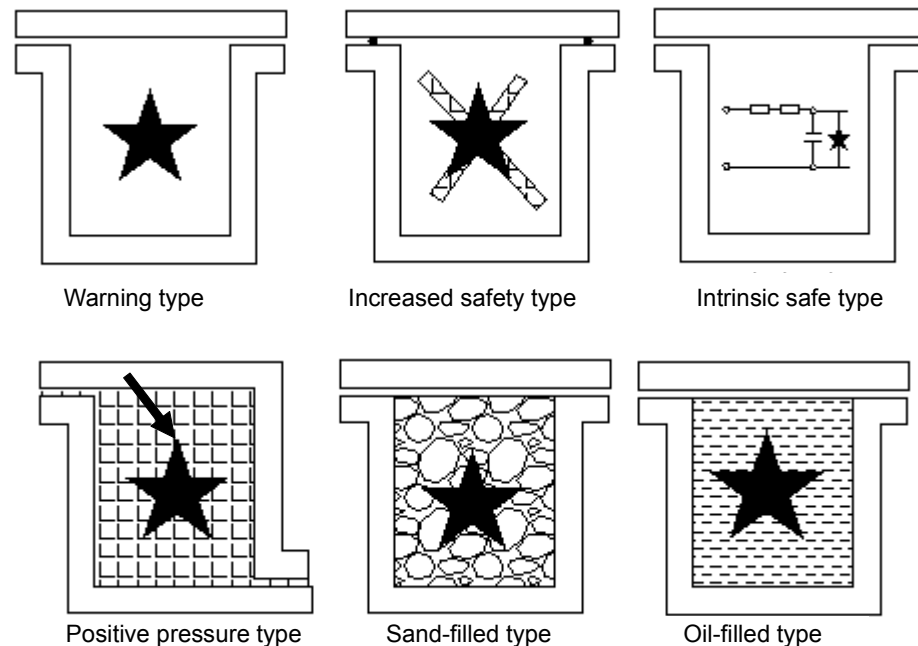 Warning type
Increased safety type
Intrinsic safe type
Positive pressure type
Sand-filled type
Oil-filled type